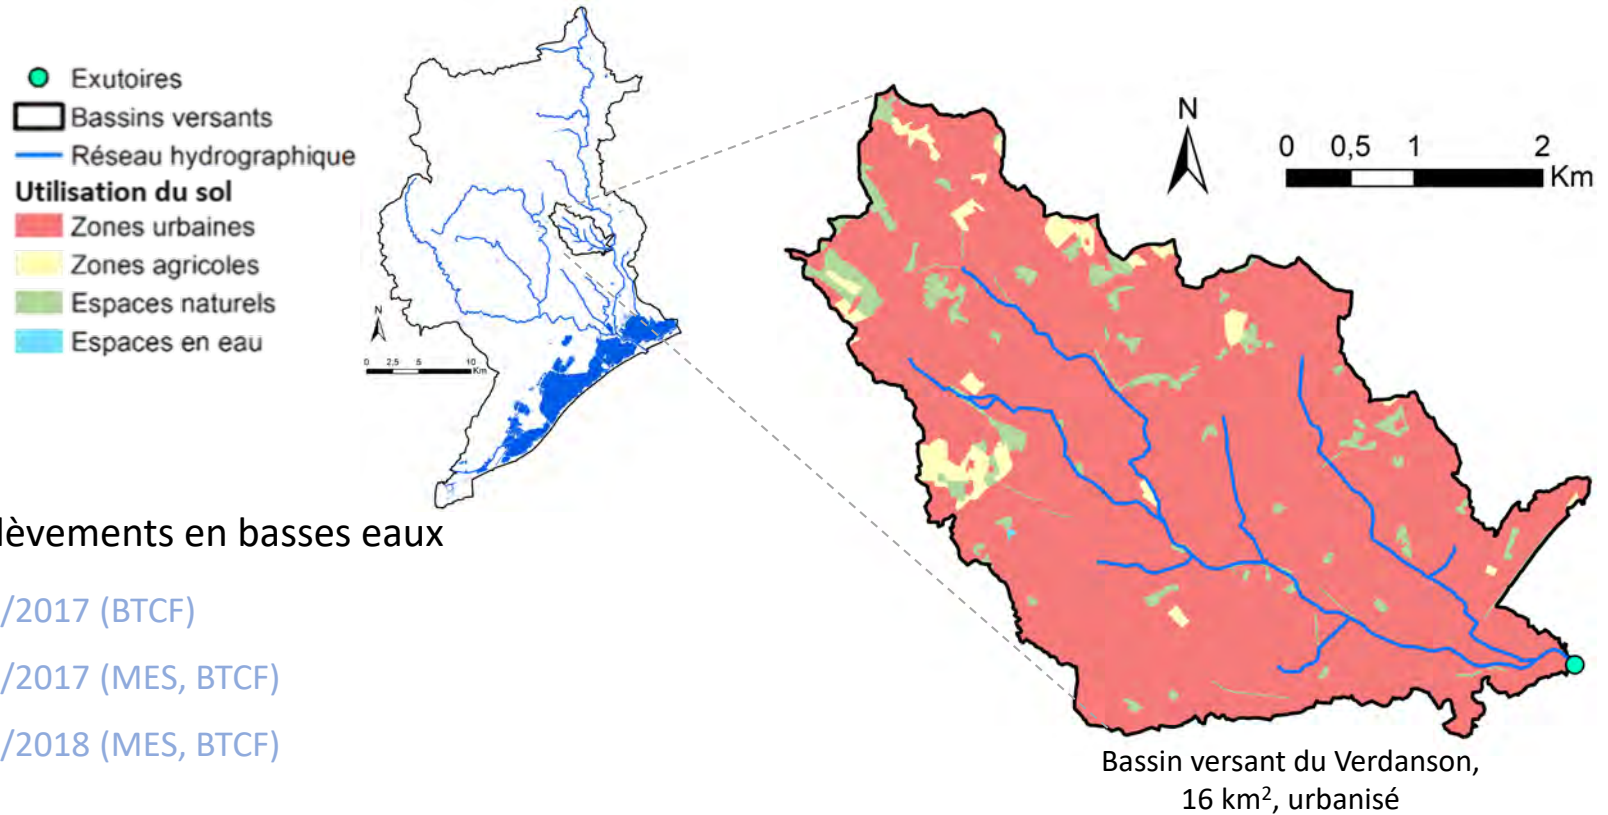 Exutoires
Bassins versants
Réseau hydrographique
Utilisation du sol
Zones urbaines
Zones agricoles
Espaces naturels
Espaces en eau
N
0 2,5 5 10
Km
N
0 0,5 1 2
Km
lèvements en basses eaux
/2017 (BTCF)
/2017 (MES, BTCF)
/2018 (MES, BTCF)
Bassin versant du Verdanson,
16 km², urbanisé